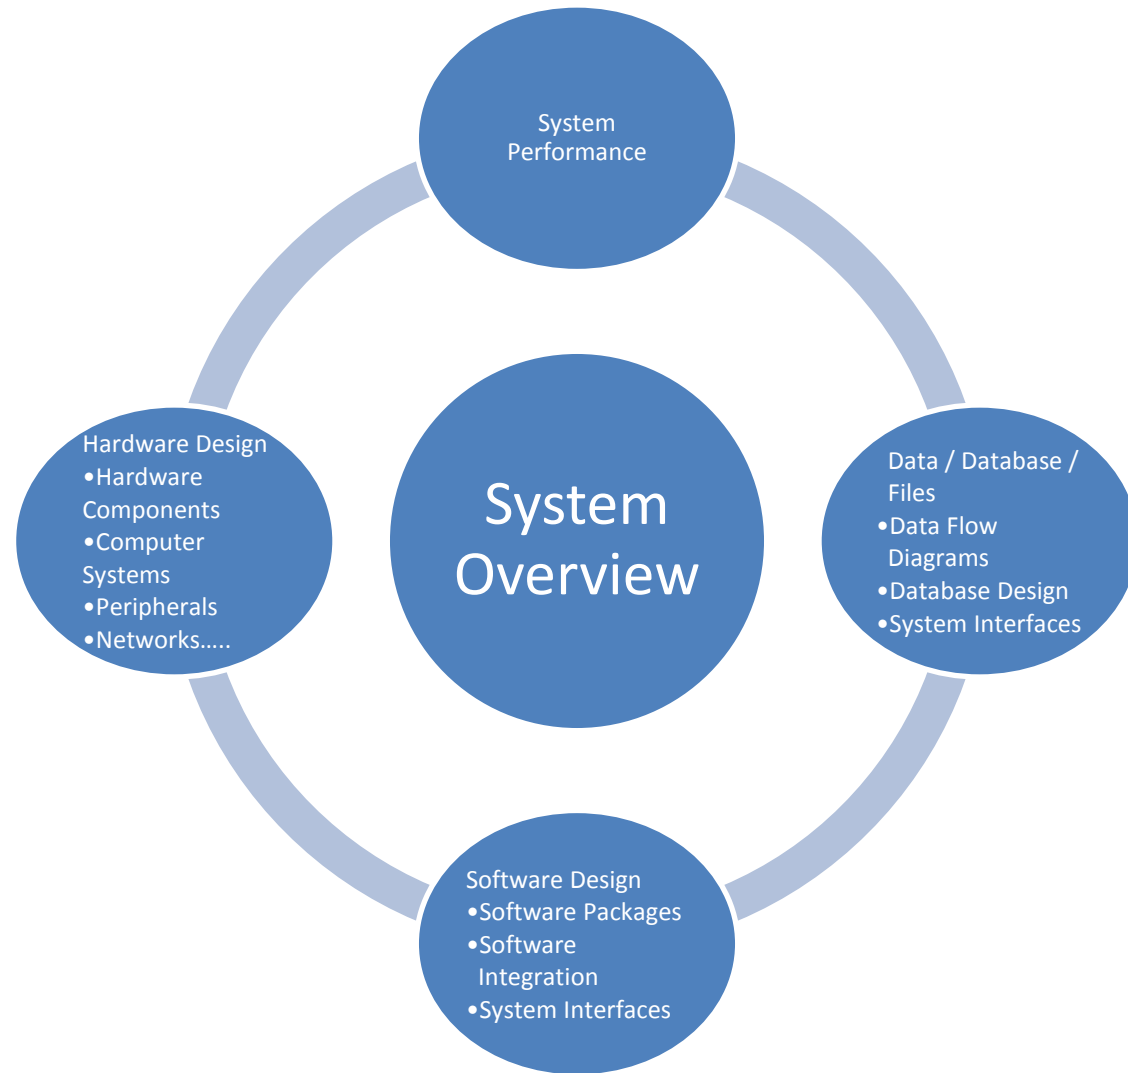 System
Performance
Hardware Design
•Hardware
Components
•Computer
Systems
•Peripherals
•Networks…..
System
Overview
Data / Database /
Files
•Data Flow
Diagrams
•Database Design
•System Interfaces
Software Design
•Software Packages
•Software
Integration
•System Interfaces